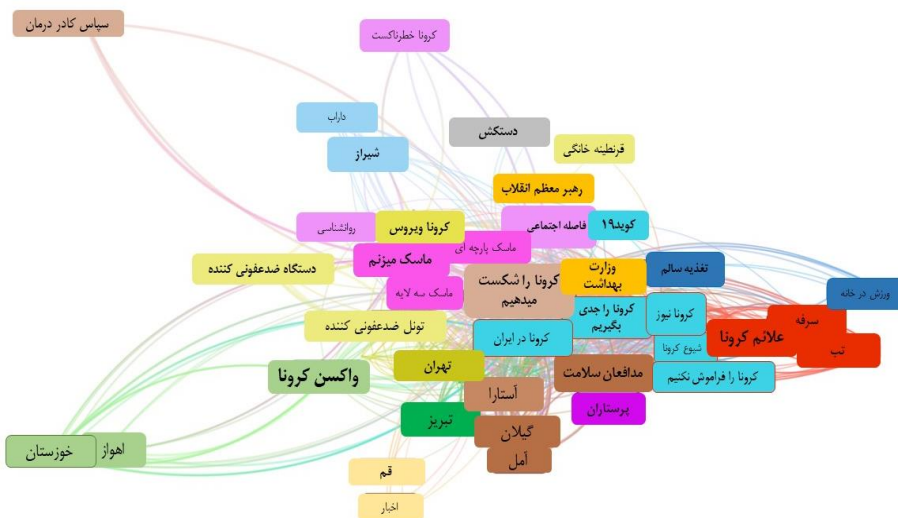 سپاس کادر درمان
کرونا خطرناکست
داراب
شیراز
دستکش
قرنطینه خانگی
رهبر معظم انقلاب
کوید۱۹
فاصله اجتماعی
کرونا ویروس
روانشناسی
ماسک پارچه ای
ماسک میزنم
دستگاه ضدعفونی کننده
وزارت
بهداشت
تغذیه سالم
کرونا را شکست
میدهیم
ماسک سه لایه
ورزش در خانه
کرونا را جدی
بگیریم
کرونا نیوز
سرفه
تونل ضدعفونی کننده
کرونا در ایران
علائم کرونا
شیوع کرونا
تب
تهران
واکسن کرونا
مدافعان سلامت
کرونا را فراموش نکنیم
آستارا
تبریز
پرستاران
گیلان
اهواز
خوزستان
آمل
قم
اخبار